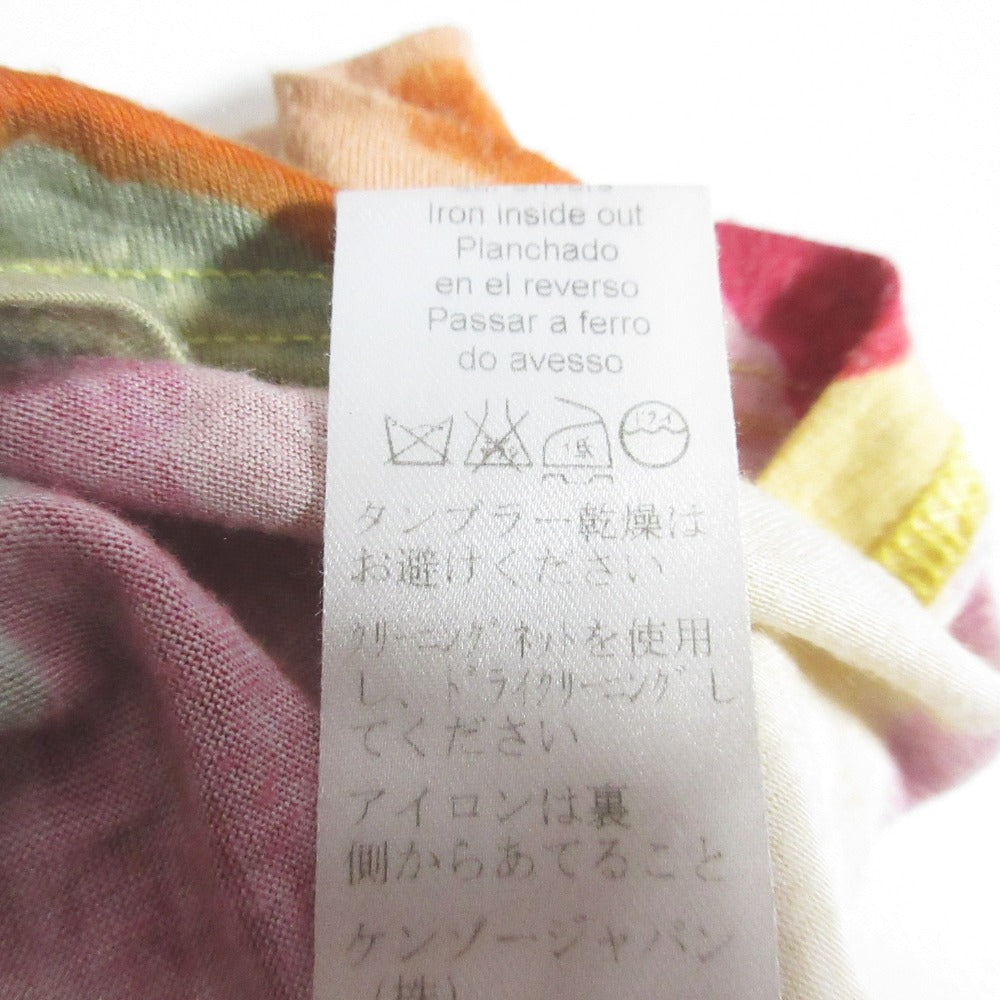 Iron inside out
Planchado
en el reverso
Passar a ferro
do avesso
タンブラー乾燥は
お避けください
クリーニングネットを使用
し、ドライクリーニングし
てください
アイロンは裏
側からあてること
ケンゾージャパン
(株)